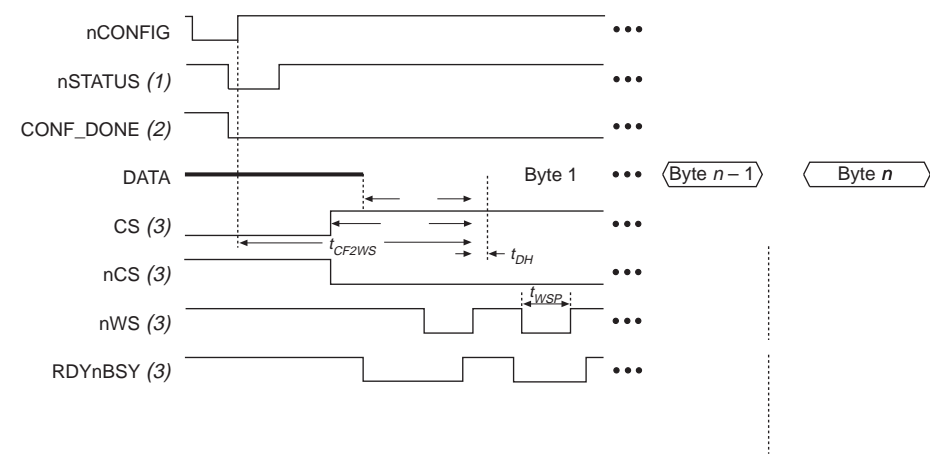 nCONFIG
nSTATUS (1)
CONF_DONE (2)
DATA
Byte 1
Byte n – 1
Byte n
CS (3)
tCF2WS
tDH
nCS (3)
tWSP
nWS (3)
RDYnBSY (3)